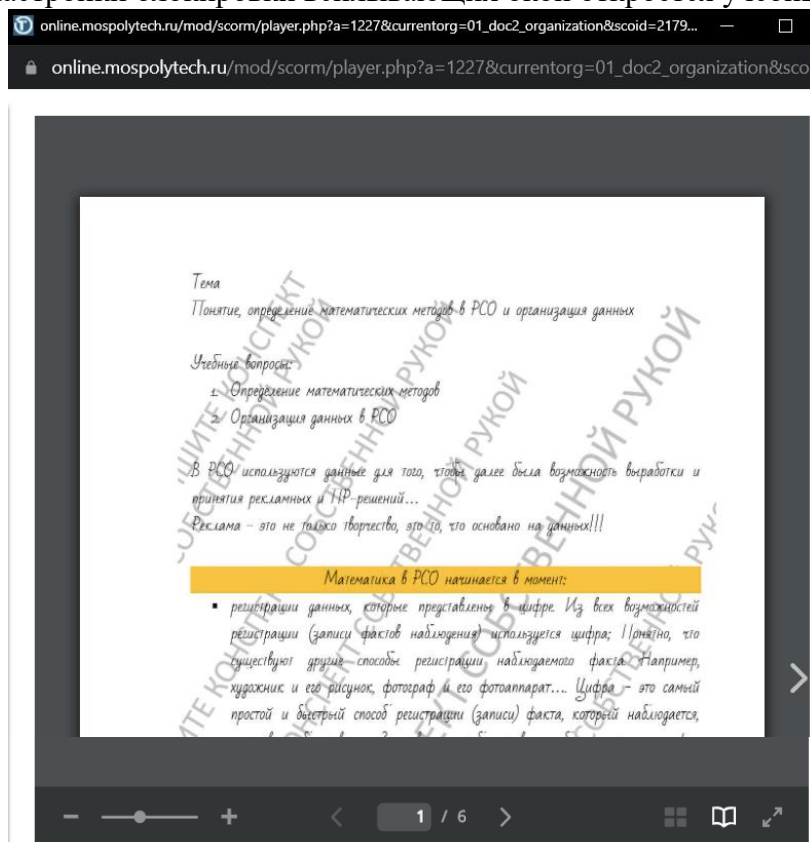 online.mospolytech.ru/mod/scorm/player.php?a=1227&currentorg=01_doc2_organization&scoid=2179...
online.mospolytech.ru/mod/scorm/player.php?a=1227&currentorg=01_doc2_organization&sco
Тема
Понятие, определение математических методов в РСО и организация данных
Учебные вопросы:
1. Определение математических методов
2. Организация данных в РСО
В РСО используются данные для того, чтобы далее была возможность выработки и
принятия рекламных и ПР-решений...
Реклама – это не только творчество, это то, что основано на данных!!!
Математика в РСО начинается в момент:
▪ регистрации данных, которые представлены в цифре. Из всех возможностей
регистрации (записи фактов наблюдения) используется цифра; Понятно, что
существуют другие способы регистрации наблюдаемого факта. Например,
художник и его рисунок, фотограф и его фотоаппарат.... Цифра – это самый
простой и быстрый способ регистрации (записи) факта, который наблюдается,
КОНСПЕКТ СОБСТВЕННОЙ РУКОЙ
1 / 6